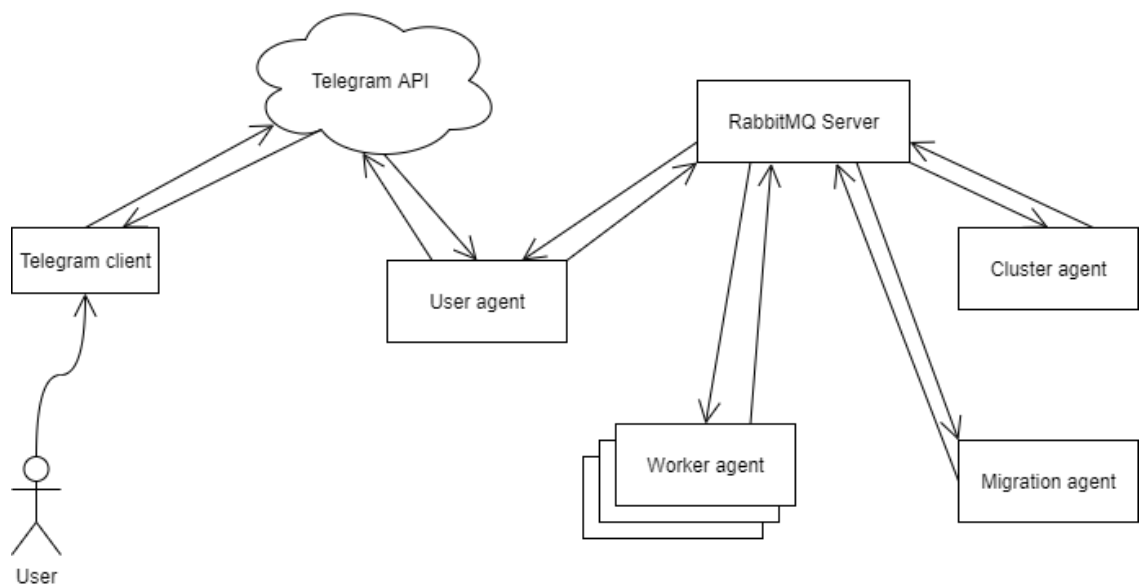 Telegram API
RabbitMQ Server
Telegram client
Cluster agent
User agent
Worker agent
Migration agent
User